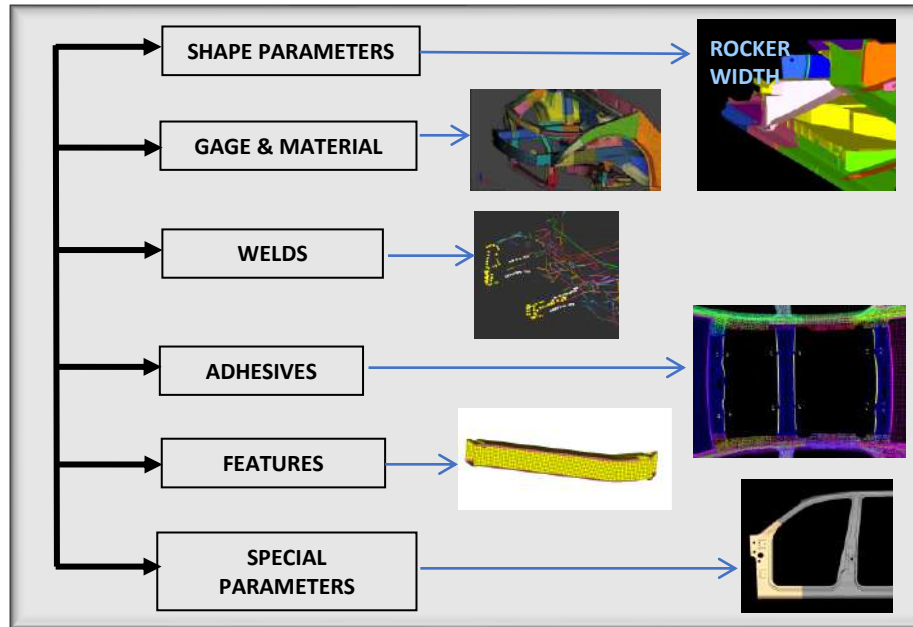 SHAPE PARAMETERS
ROCKER
WIDTH
GAGE & MATERIAL
WELDS
ADHESIVES
FEATURES
SPECIAL
PARAMETERS